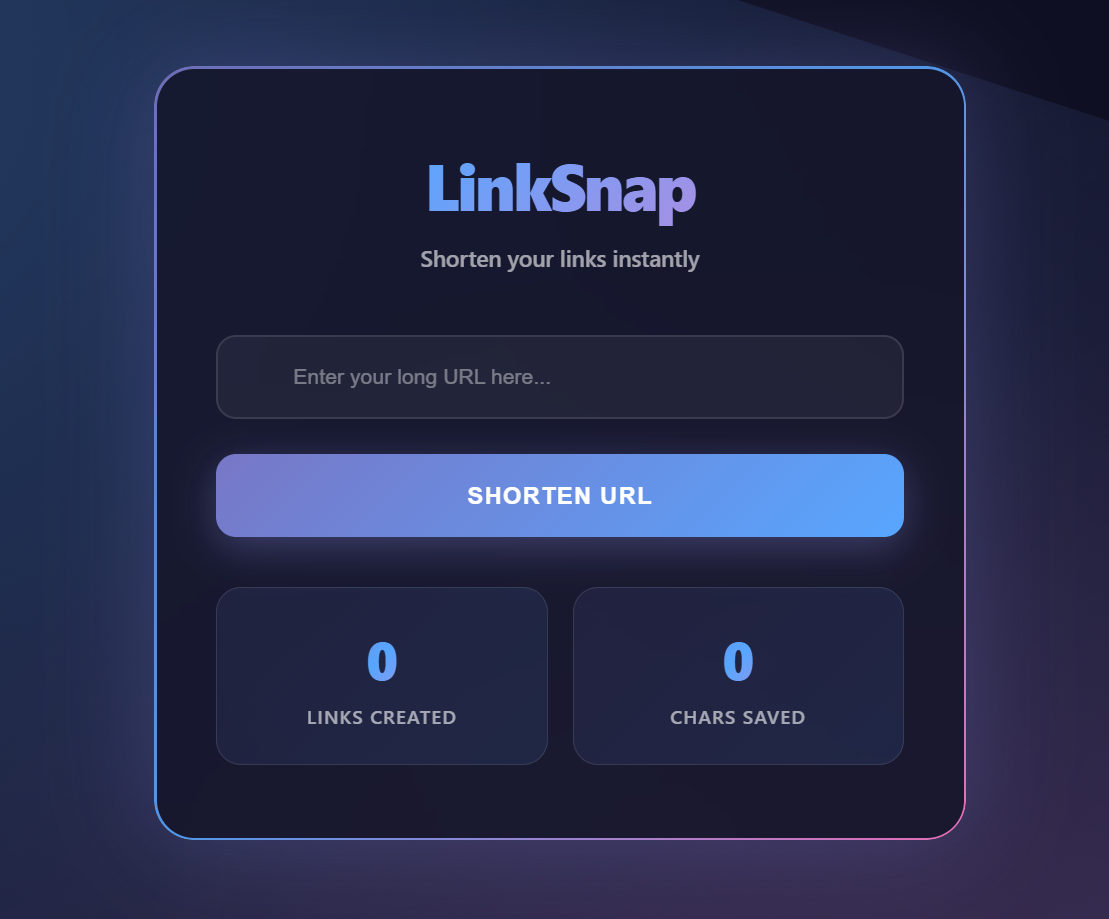 LinkSnap
Shorten your links instantly
Enter your long URL here...
SHORTEN URL
0
LINKS CREATED
0
CHARS SAVED